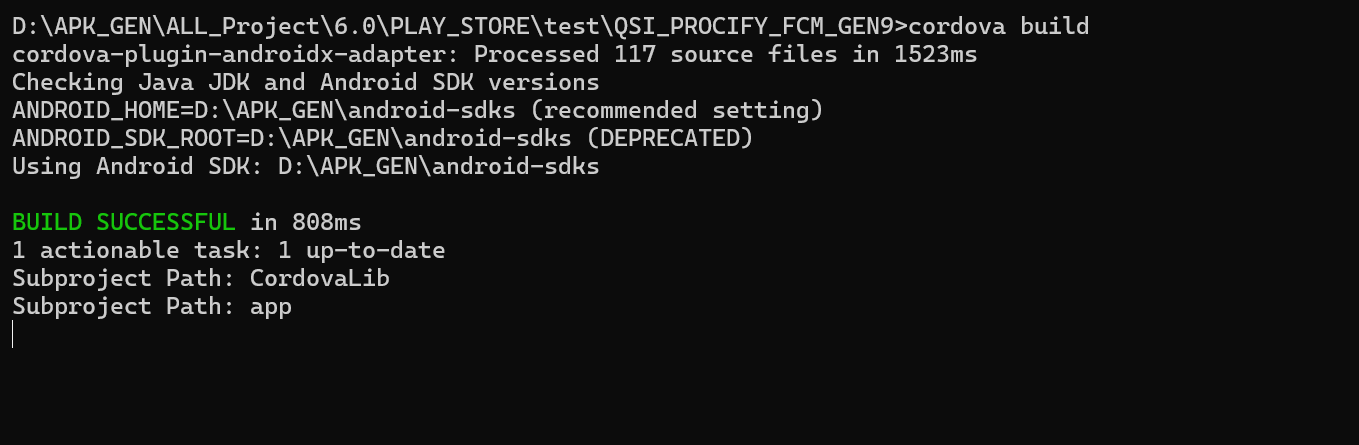 D:\APK_GEN\ALL_Project\6.0\PLAY_STORE\test\QSI_PROCIFY_FCM_GEN9>cordova build
cordova-plugin-androidx-adapter: Processed 117 source files in 1523ms
Checking Java JDK and Android SDK versions
ANDROID_HOME=D:\APK_GEN\android-sdks (recommended setting)
ANDROID_SDK_ROOT=D:\APK_GEN\android-sdks (DEPRECATED)
Using Android SDK: D:\APK_GEN\android-sdks
BUILD SUCCESSFUL in 808ms
1 actionable task: 1 up-to-date
Subproject Path: CordovaLib
Subproject Path: app